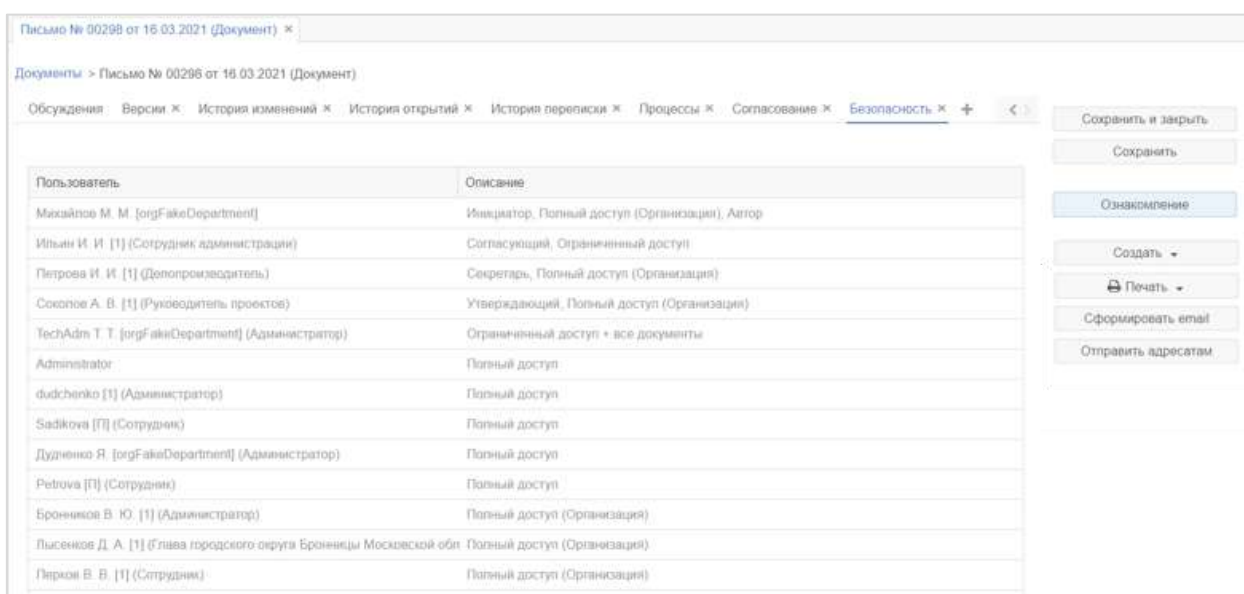 Письмо № 00298 от 16.03.2021 (Документ) ×
Документы > Письмо № 00298 от 16.03.2021 (Документ)
Обсуждения Версии × История изменений × История открытий × История переписки × Процессы × Согласование × Безопасность × + < >
Сохранить и закрыть
Сохранить
Ознакомление
Создать
Печать
Сформировать email
Отправить адресатам
Пользователь Описание
Михайлов М. М. [orgFakeDepartment] Инициатор, Полный доступ (Организация), Автор
Ильин И. И. [1] (Сотрудник администрации) Согласующий, Ограниченный доступ
Петрова И. И. [1] (Делопроизводитель) Секретарь, Полный доступ (Организация)
Соколов А. В. [1] (Руководитель проектов) Утверждающий, Полный доступ (Организация)
TechAdm T. T. [orgFakeDepartment] (Администратор) Ограниченный доступ + все документы
Administrator Полный доступ
dudchenko [1] (Администратор) Полный доступ
Sadikova [П] (Сотрудник) Полный доступ
Дудченко Я. [orgFakeDepartment] (Администратор) Полный доступ
Petrova [П] (Сотрудник) Полный доступ
Бронников В. Ю. [1] (Администратор) Полный доступ (Организация)
Лысенков Д. А. [1] (Глава городского округа Бронницы Московской обл Полный доступ (Организация)
Перков В. В. [1] (Сотрудник) Полный доступ (Организация)